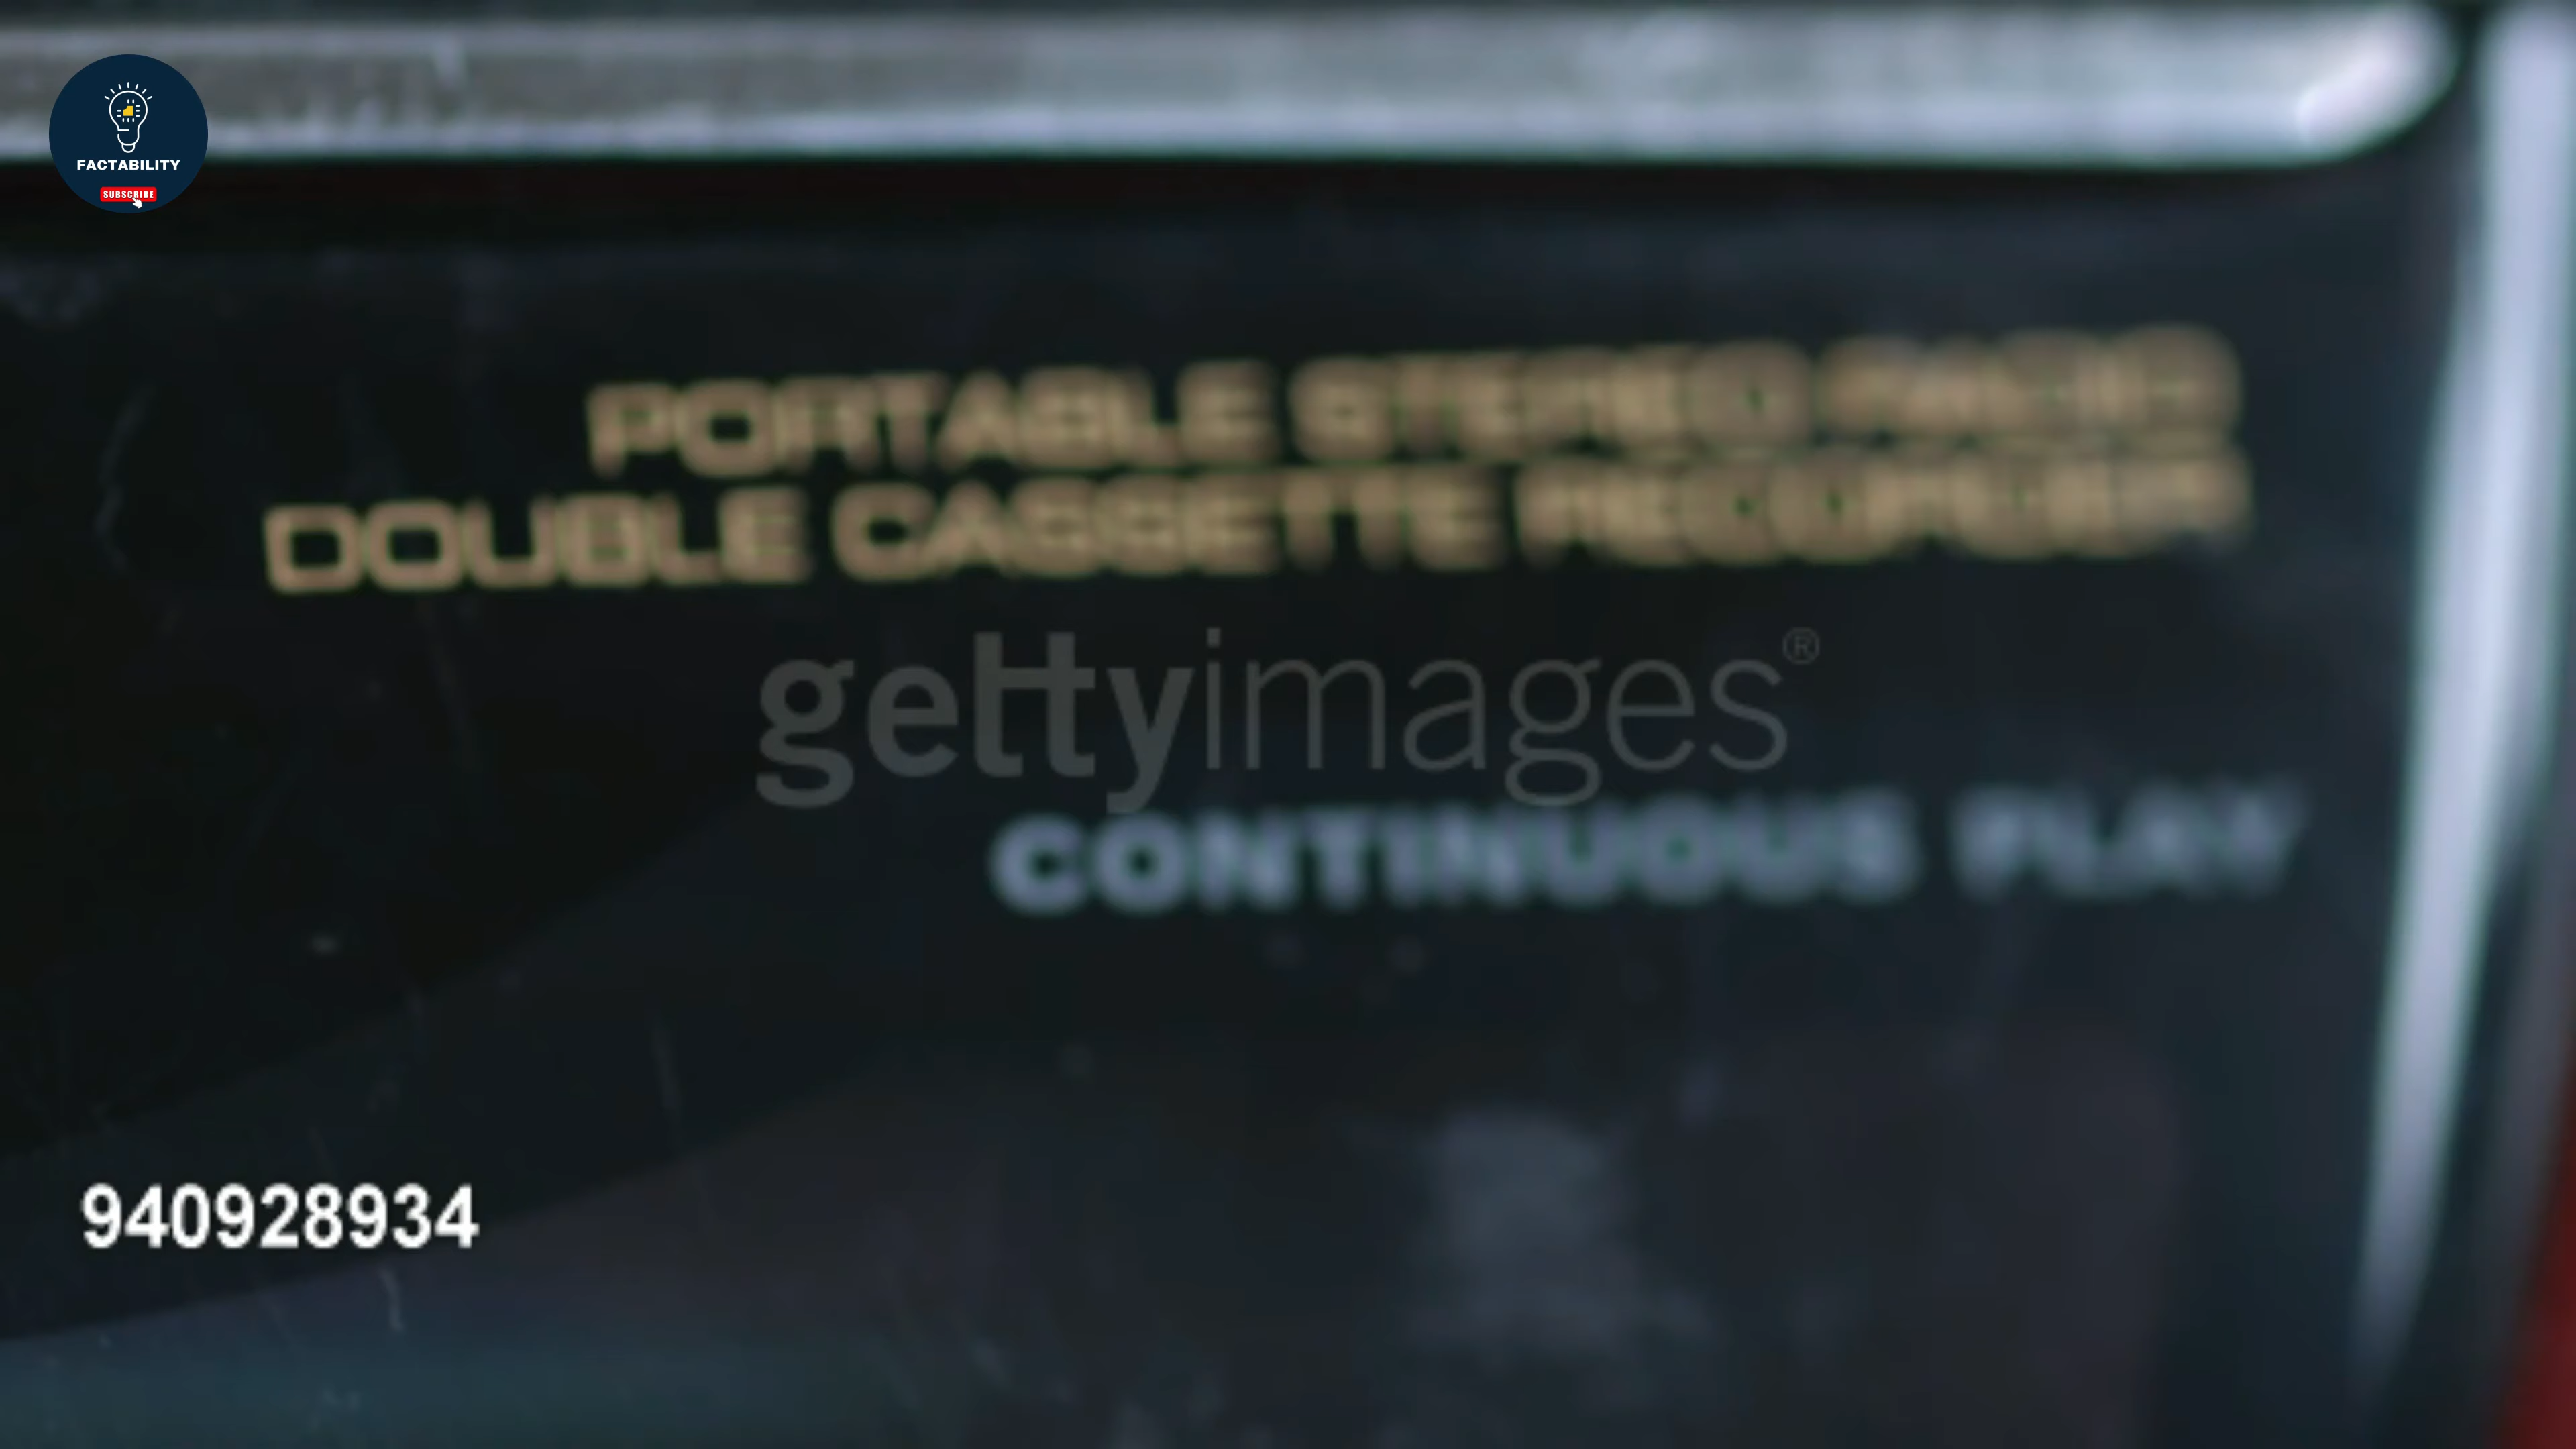 FACTABILITY
SUBSCRIBE
PORTABLE STEREO RADIO
DOUBLE CASSETTE RECORDER
gettyimages®
CONTINUOUS PLAY
940928934